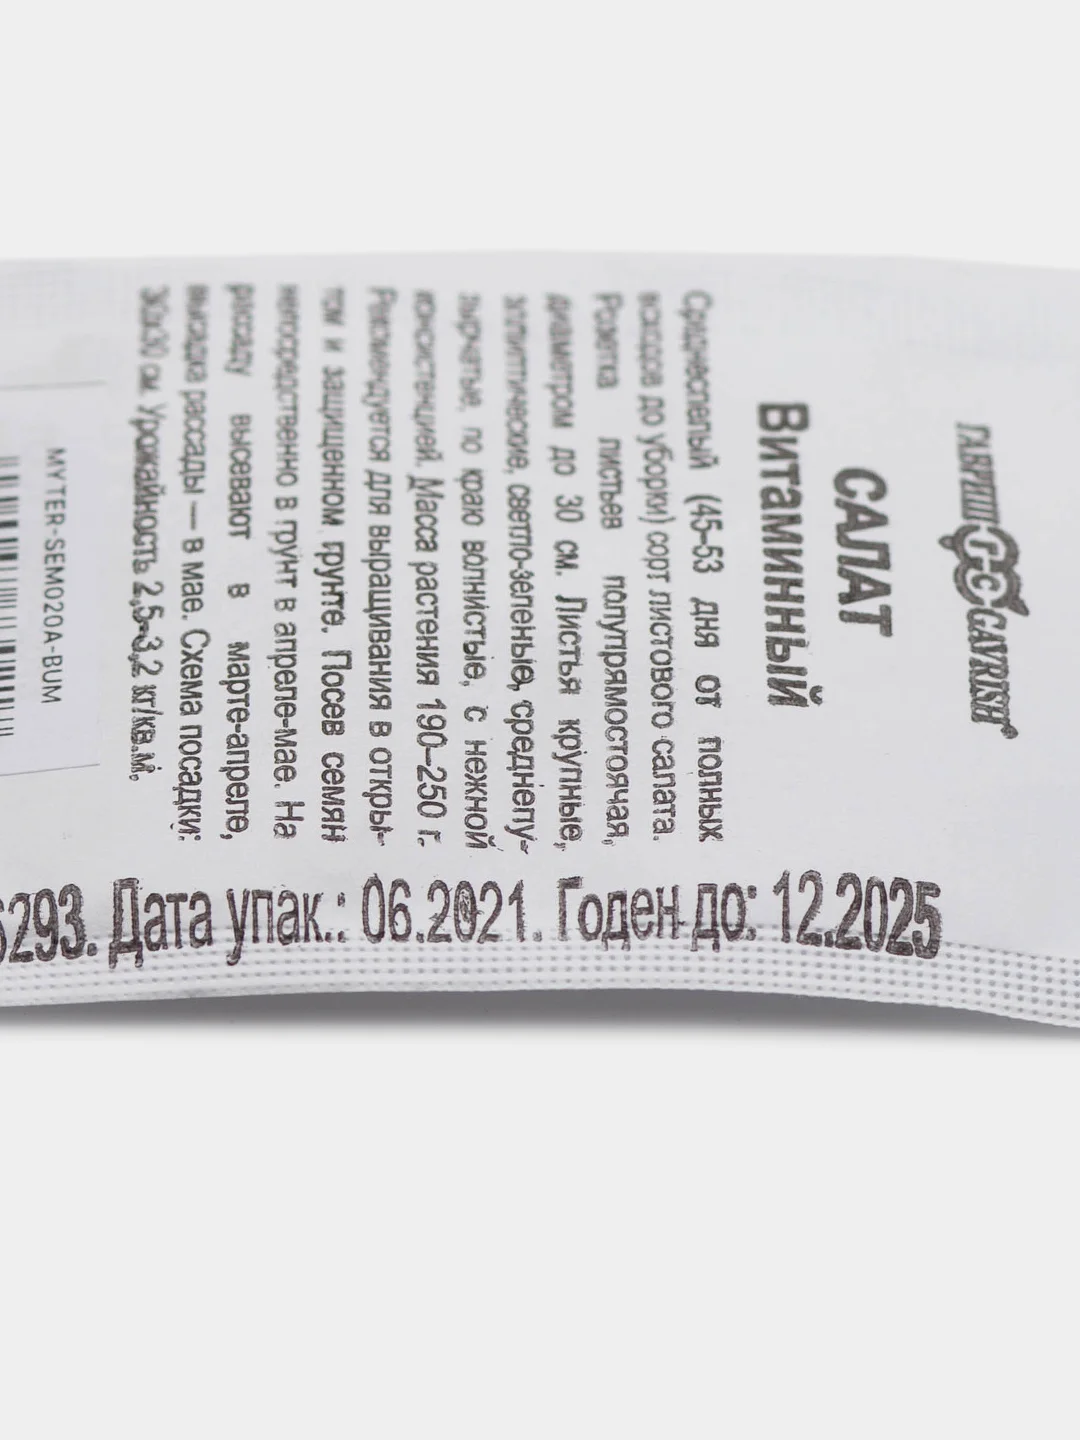 ГАВРИШ GAVRISH®
САЛАТ
Витаминный
Среднеспелый (45-53 дня от полных
всходов до уборки) сорт листового салата.
Розетка листьев полупрямостоячая,
диаметром до 30 см. Листья крупные,
эллиптические, светло-зеленые, среднепу-
зырчатые, по краю волнистые, с нежной
консистенцией. Масса растения 190–250 г.
Рекомендуется для выращивания в откры-
том и защищенном грунте. Посев семян
непосредственно в грунт в апреле-мае. На
рассаду высевают в марте-апреле,
высадка рассады — в мае. Схема посадки:
30х30 см. Урожайность 2,5-3,2 кг/кв.м.
MYTER-SEM020A-BUM
6293. Дата упак.: 06.2021. Годен до: 12.2025